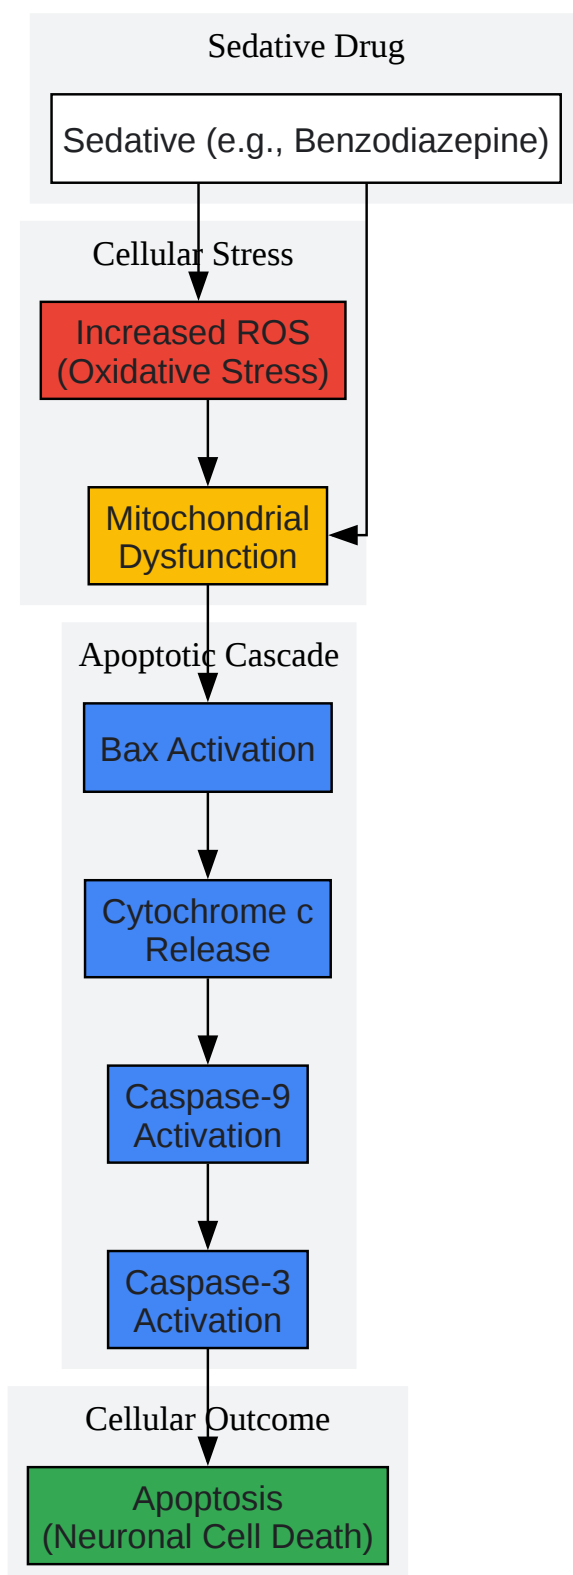 Sedative Drug
Sedative (e.g., Benzodiazepine)
Cellular Stress
Increased ROS
(Oxidative Stress)
Mitochondrial
Dysfunction
Apoptotic Cascade
Bax Activation
Cytochrome c
Release
Caspase-9
Activation
Caspase-3
Activation
Cellular Outcome
Apoptosis
(Neuronal Cell Death)